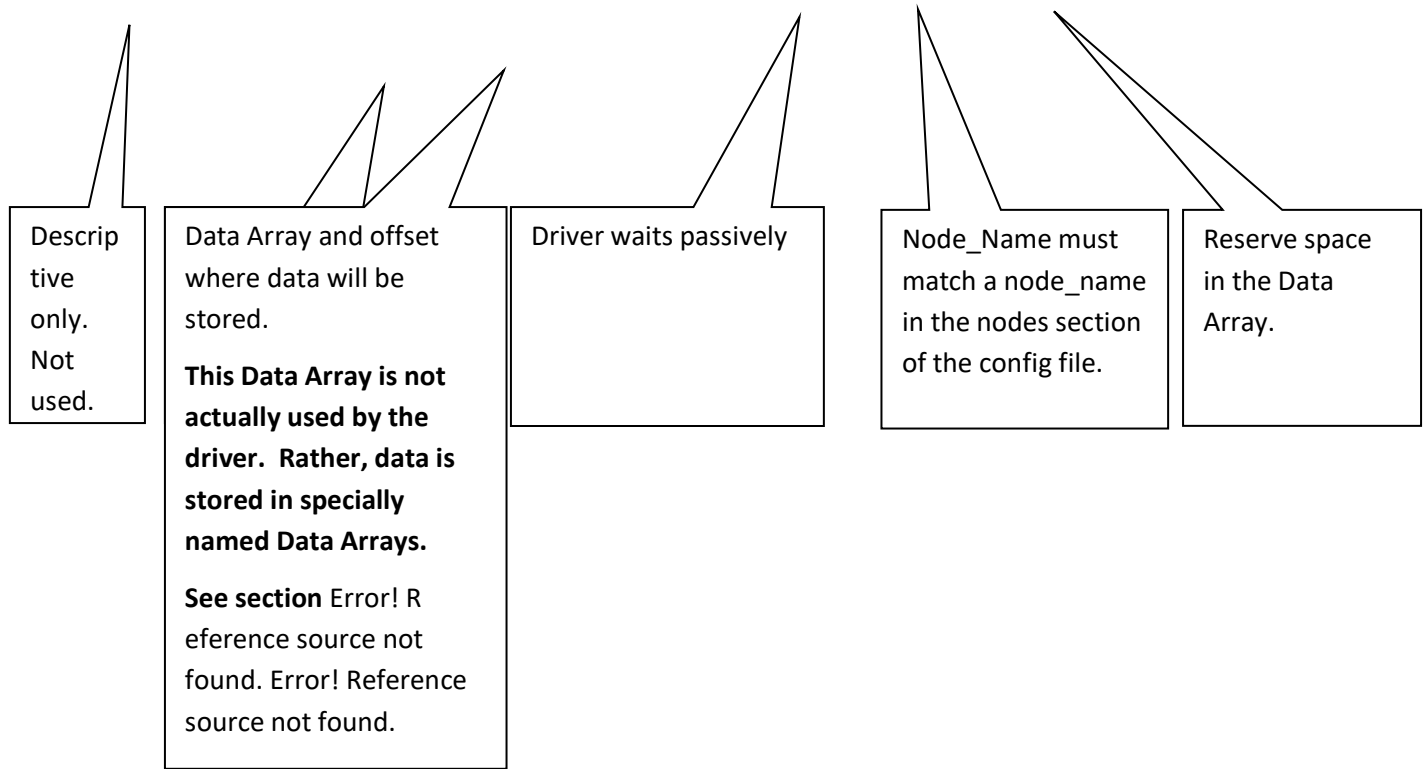 Descrip
tive
only.
Not
used.
Data Array and offset
where data will be
stored.
This Data Array is not
actually used by the
driver.  Rather, data is
stored in specially
named Data Arrays.
See section Error! R
eference source not
found. Error! Reference
source not found.
Driver waits passively
Node_Name must
match a node_name
in the nodes section
of the config file.
Reserve space
in the Data
Array.